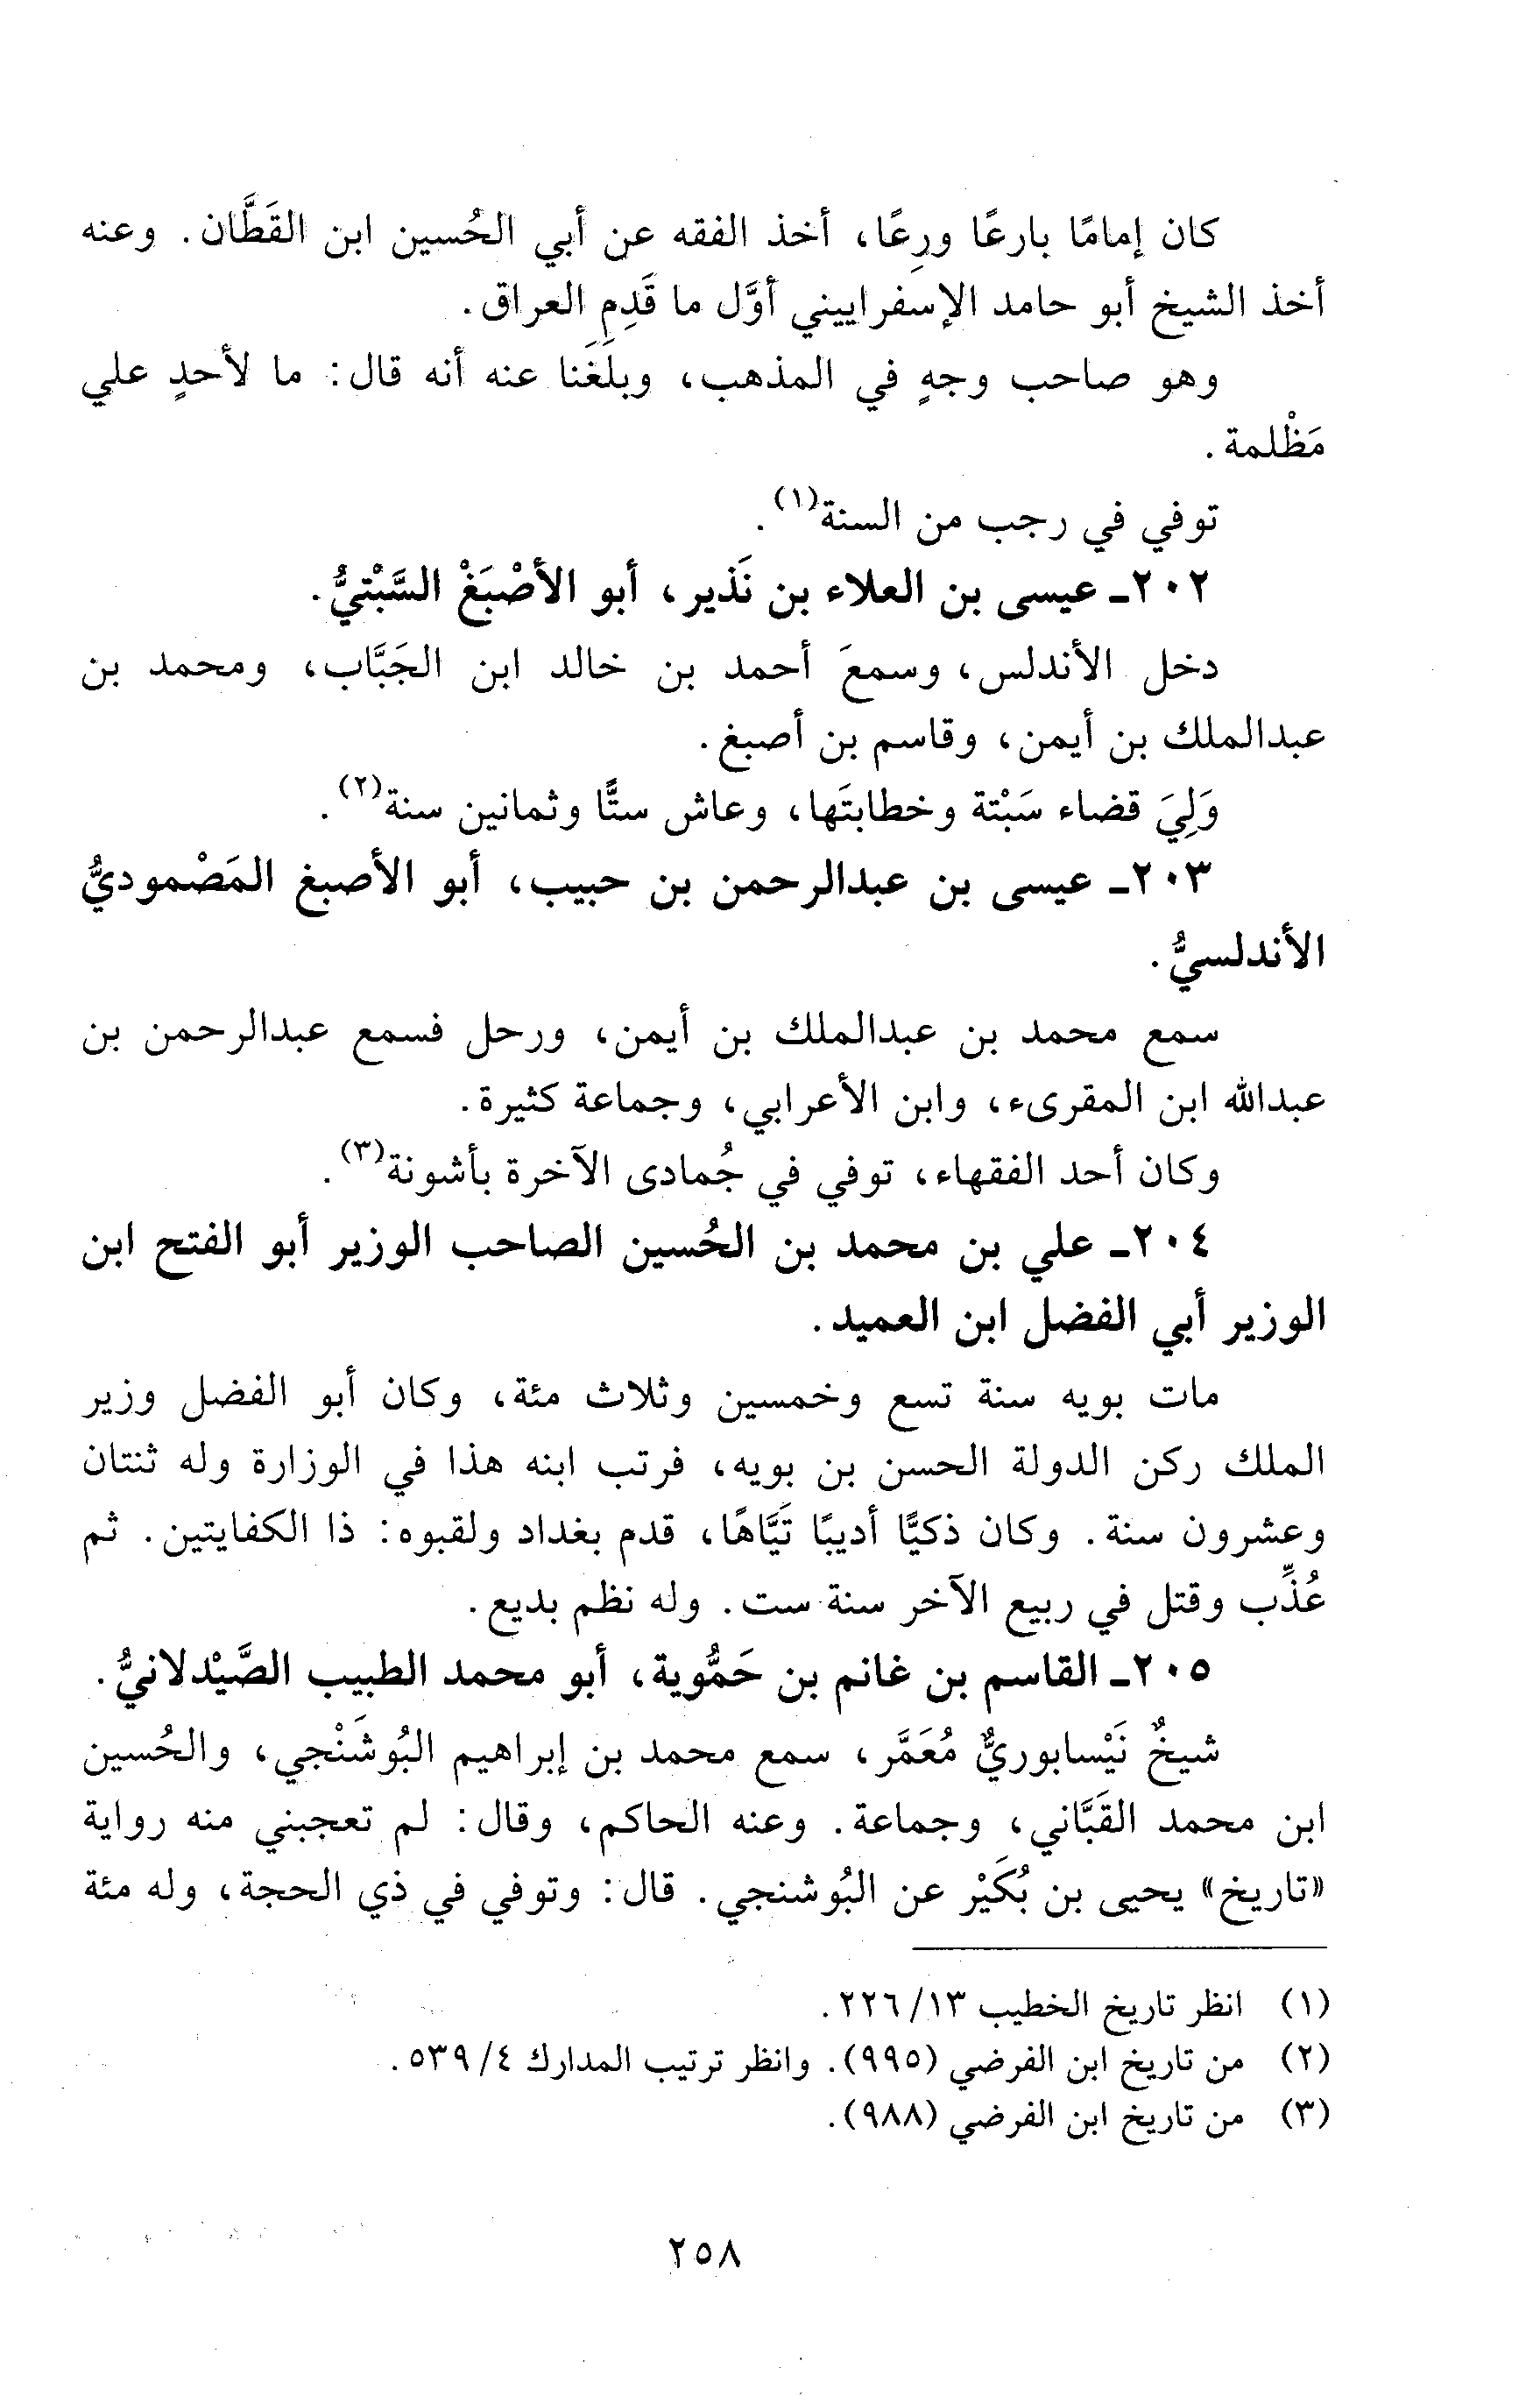 كان إمامًا بارعًا ورِعًا، أخذ الفقه عن أبي الحُسين ابن القَطَّان. وعنه
أخذ الشيخ أبو حامد الإسفراييني أوَّل ما قَدِم العراق.
وهو صاحب وجهٍ في المذهب، وبلَغَنا عنه أنه قال: ما لأحدٍ علي
مَظْلمة.
توفي في رجب من السنة(١).
٢٠٢ـ عيسى بن العلاء بن نَذير، أبو الأصْبَغْ السَّبْتيُّ.
دخل الأندلس، وسمعَ أحمد بن خالد ابن الجَبَّاب، ومحمد بن
عبدالملك بن أيمن، وقاسم بن أصبغ.
وَلِيَ قضاء سَبْتة وخطابتَها، وعاش ستًّا وثمانين سنة(٢).
٢٠٣ـ عيسى بن عبدالرحمن بن حبيب، أبو الأصبغ المَصْموديُّ
الأندلسيُّ.
سمع محمد بن عبدالملك بن أيمن، ورحل فسمع عبدالرحمن بن
عبدالله ابن المقرىء، وابن الأعرابي، وجماعة كثيرة.
وكان أحد الفقهاء، توفي في جُمادى الآخرة بأشونة(٣).
٢٠٤ـ علي بن محمد بن الحُسين الصاحب الوزير أبو الفتح ابن
الوزير أبي الفضل ابن العميد.
مات بويه سنة تسع وخمسين وثلاث مئة، وكان أبو الفضل وزير
الملك ركن الدولة الحسن بن بويه، فرتب ابنه هذا في الوزارة وله ثنتان
وعشرون سنة. وكان ذكيًّا أديبًا تَيَّاهًا، قدم بغداد ولقبوه: ذا الكفايتين. ثم
عُذِّب وقتل في ربيع الآخر سنة ست. وله نظم بديع.
٢٠٥ـ القاسم بن غانم بن حَمُّوية، أبو محمد الطبيب الصَّيْدلانيُّ.
شيخٌ نَيْسابوريٌّ مُعَمَّر، سمع محمد بن إبراهيم البُوشَنْجي، والحُسين
ابن محمد القَبَّاني، وجماعة. وعنه الحاكم، وقال: لم تعجبني منه رواية
«تاريخ» يحيى بن بُكَيْر عن البُوشنجي. قال: وتوفي في ذي الحجة، وله مئة
(١) انظر تاريخ الخطيب ١٣/ ٢٢٦.
(٢) من تاريخ ابن الفرضي (٩٩٥). وانظر ترتيب المدارك ٤/ ٥٣٩.
(٣) من تاريخ ابن الفرضي (٩٨٨).
٢٥٨